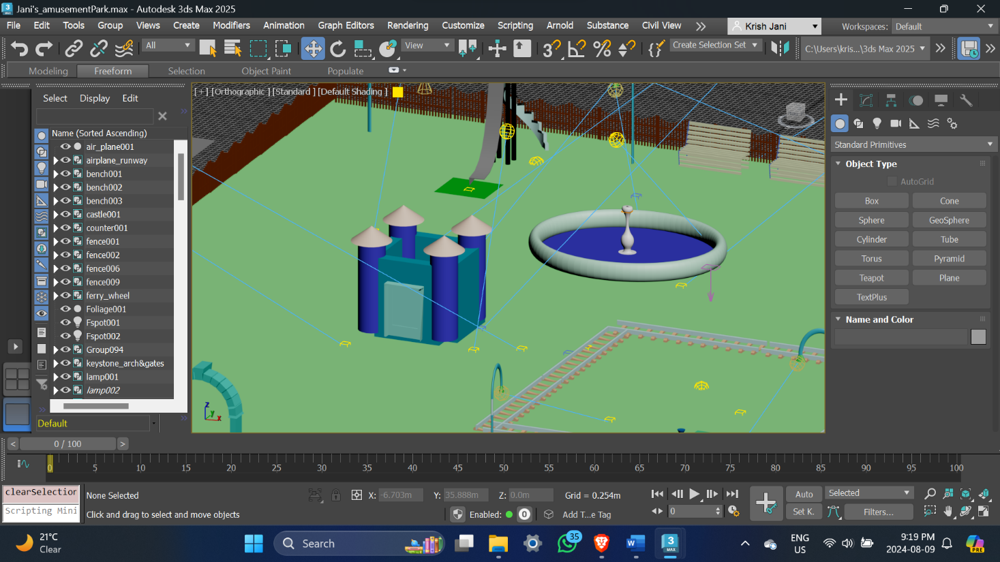 Jani's_amusementPark.max - Autodesk 3ds Max 2025
File Edit Tools Group Views Create Modifiers Animation Graph Editors Rendering Customize Scripting Arnold Substance Civil View Krish Jani Workspaces: Default
All View Create Selection Set C:\Users\kris...\3ds Max 2025
Modeling Freeform Selection Object Paint Populate
Select Display Edit
Name (Sorted Ascending)
air_plane001
airplane_runway
bench001
bench002
bench003
castle001
counter001
fence001
fence002
fence006
fence009
ferry_wheel
Foliage001
Fspot001
Fspot002
Group094
keystone_arch&gates
lamp001
lamp002
Default
[+] [Orthographic ] [Standard ] [Default Shading ]
z
y
x
Standard Primitives
Object Type
AutoGrid
Box Cone
Sphere GeoSphere
Cylinder Tube
Torus Pyramid
Teapot Plane
TextPlus
Name and Color
< 0 / 100 >
0 5 10 15 20 25 30 35 40 45 50 55 60 65 70 75 80 85 90 95 100
clearSelection
Scripting Mini
None Selected
Click and drag to select and move objects
X: -6.703m Y: 35.888m Z: 0.0m Grid = 0.254m
Enabled: 0 Add T...e Tag
0
Auto Selected
Set K. Filters...
21°C
Clear
Search
35
3
MAX
ENG
US
9:19 PM
2024-08-09
PRE